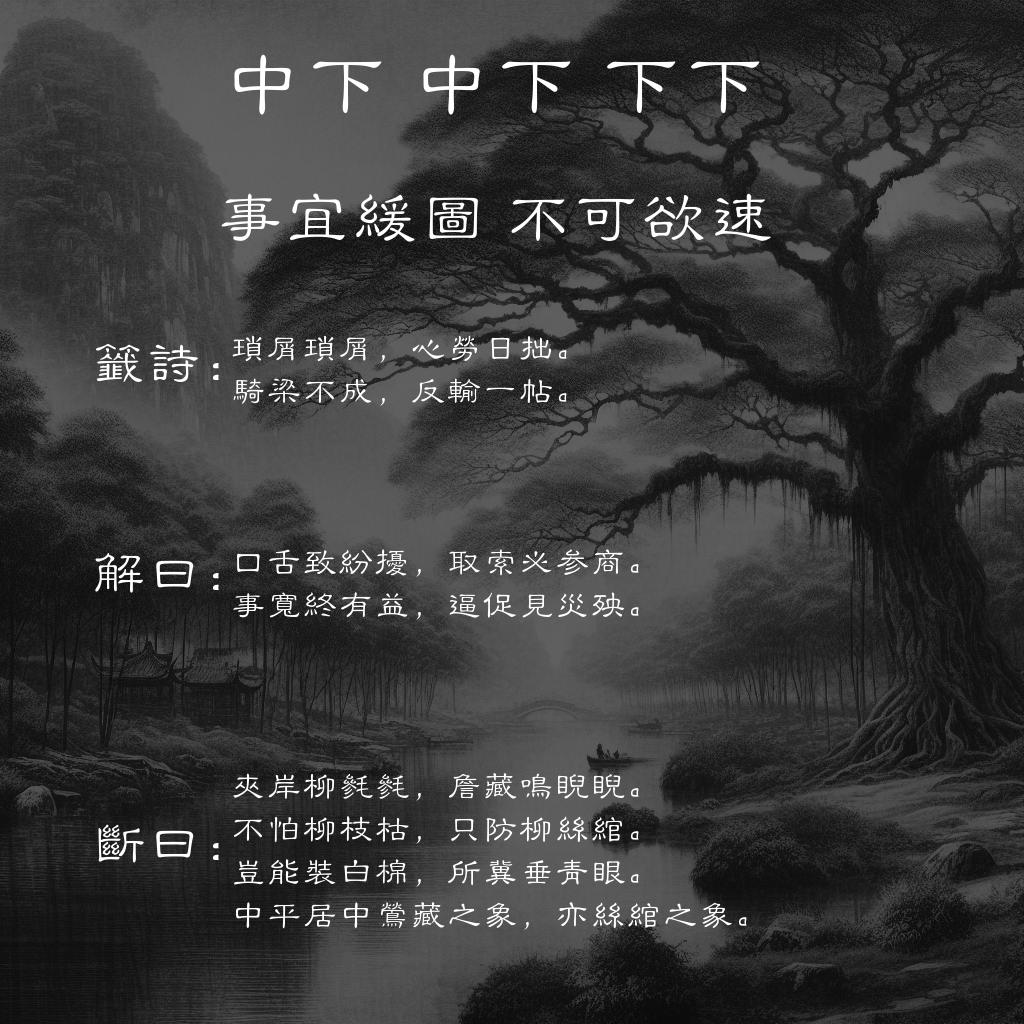 中下 中下 下下
事宜緩圖 不可欲速
籤詩：
瑣屑瑣屑，心勞日拙。
騎梁不成，反輸一帖。
解曰：
口舌致紛擾，取索必參商。
事寬終有益，逼促見災殃。
斷曰：
夾岸柳毿毿，詹藏鳴睨睨。
不怕柳枝枯，只防柳絲綰。
豈能裝白棉，所冀垂青眼。
中平居中鶯藏之象，亦絲綰之象。